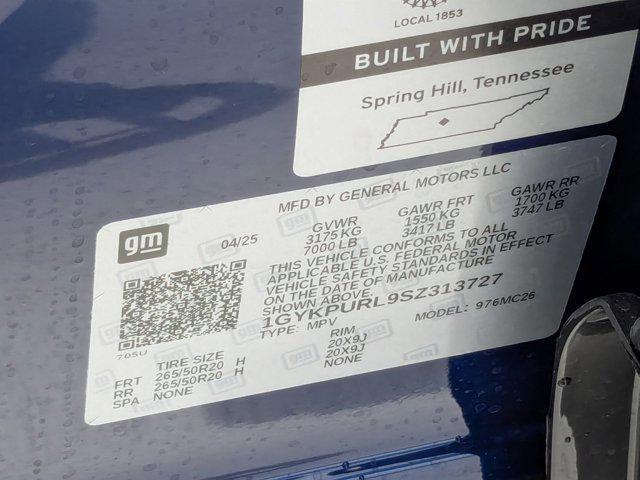 LOCAL 1853
BUILT WITH PRIDE
Spring Hill, Tennessee
MFD BY GENERAL MOTORS LLC
gm
04/25
GVWR
3175 KG
7000 LB
GAWR FRT
1550 KG
3417 LB
GAWR RR
1700 KG
3747 LB
THIS VEHICLE CONFORMS TO ALL
APPLICABLE U.S. FEDERAL MOTOR
VEHICLE SAFETY STANDARDS IN EFFECT
ON THE DATE OF MANUFACTURE
SHOWN ABOVE
1GYKPURL9SZ313727
TYPE: MPV
MODEL: 976MC26
705U
TIRE SIZE RIM
FRT 265/50R20 H 20X9J
RR 265/50R20 H 20X9J
SPA NONE NONE